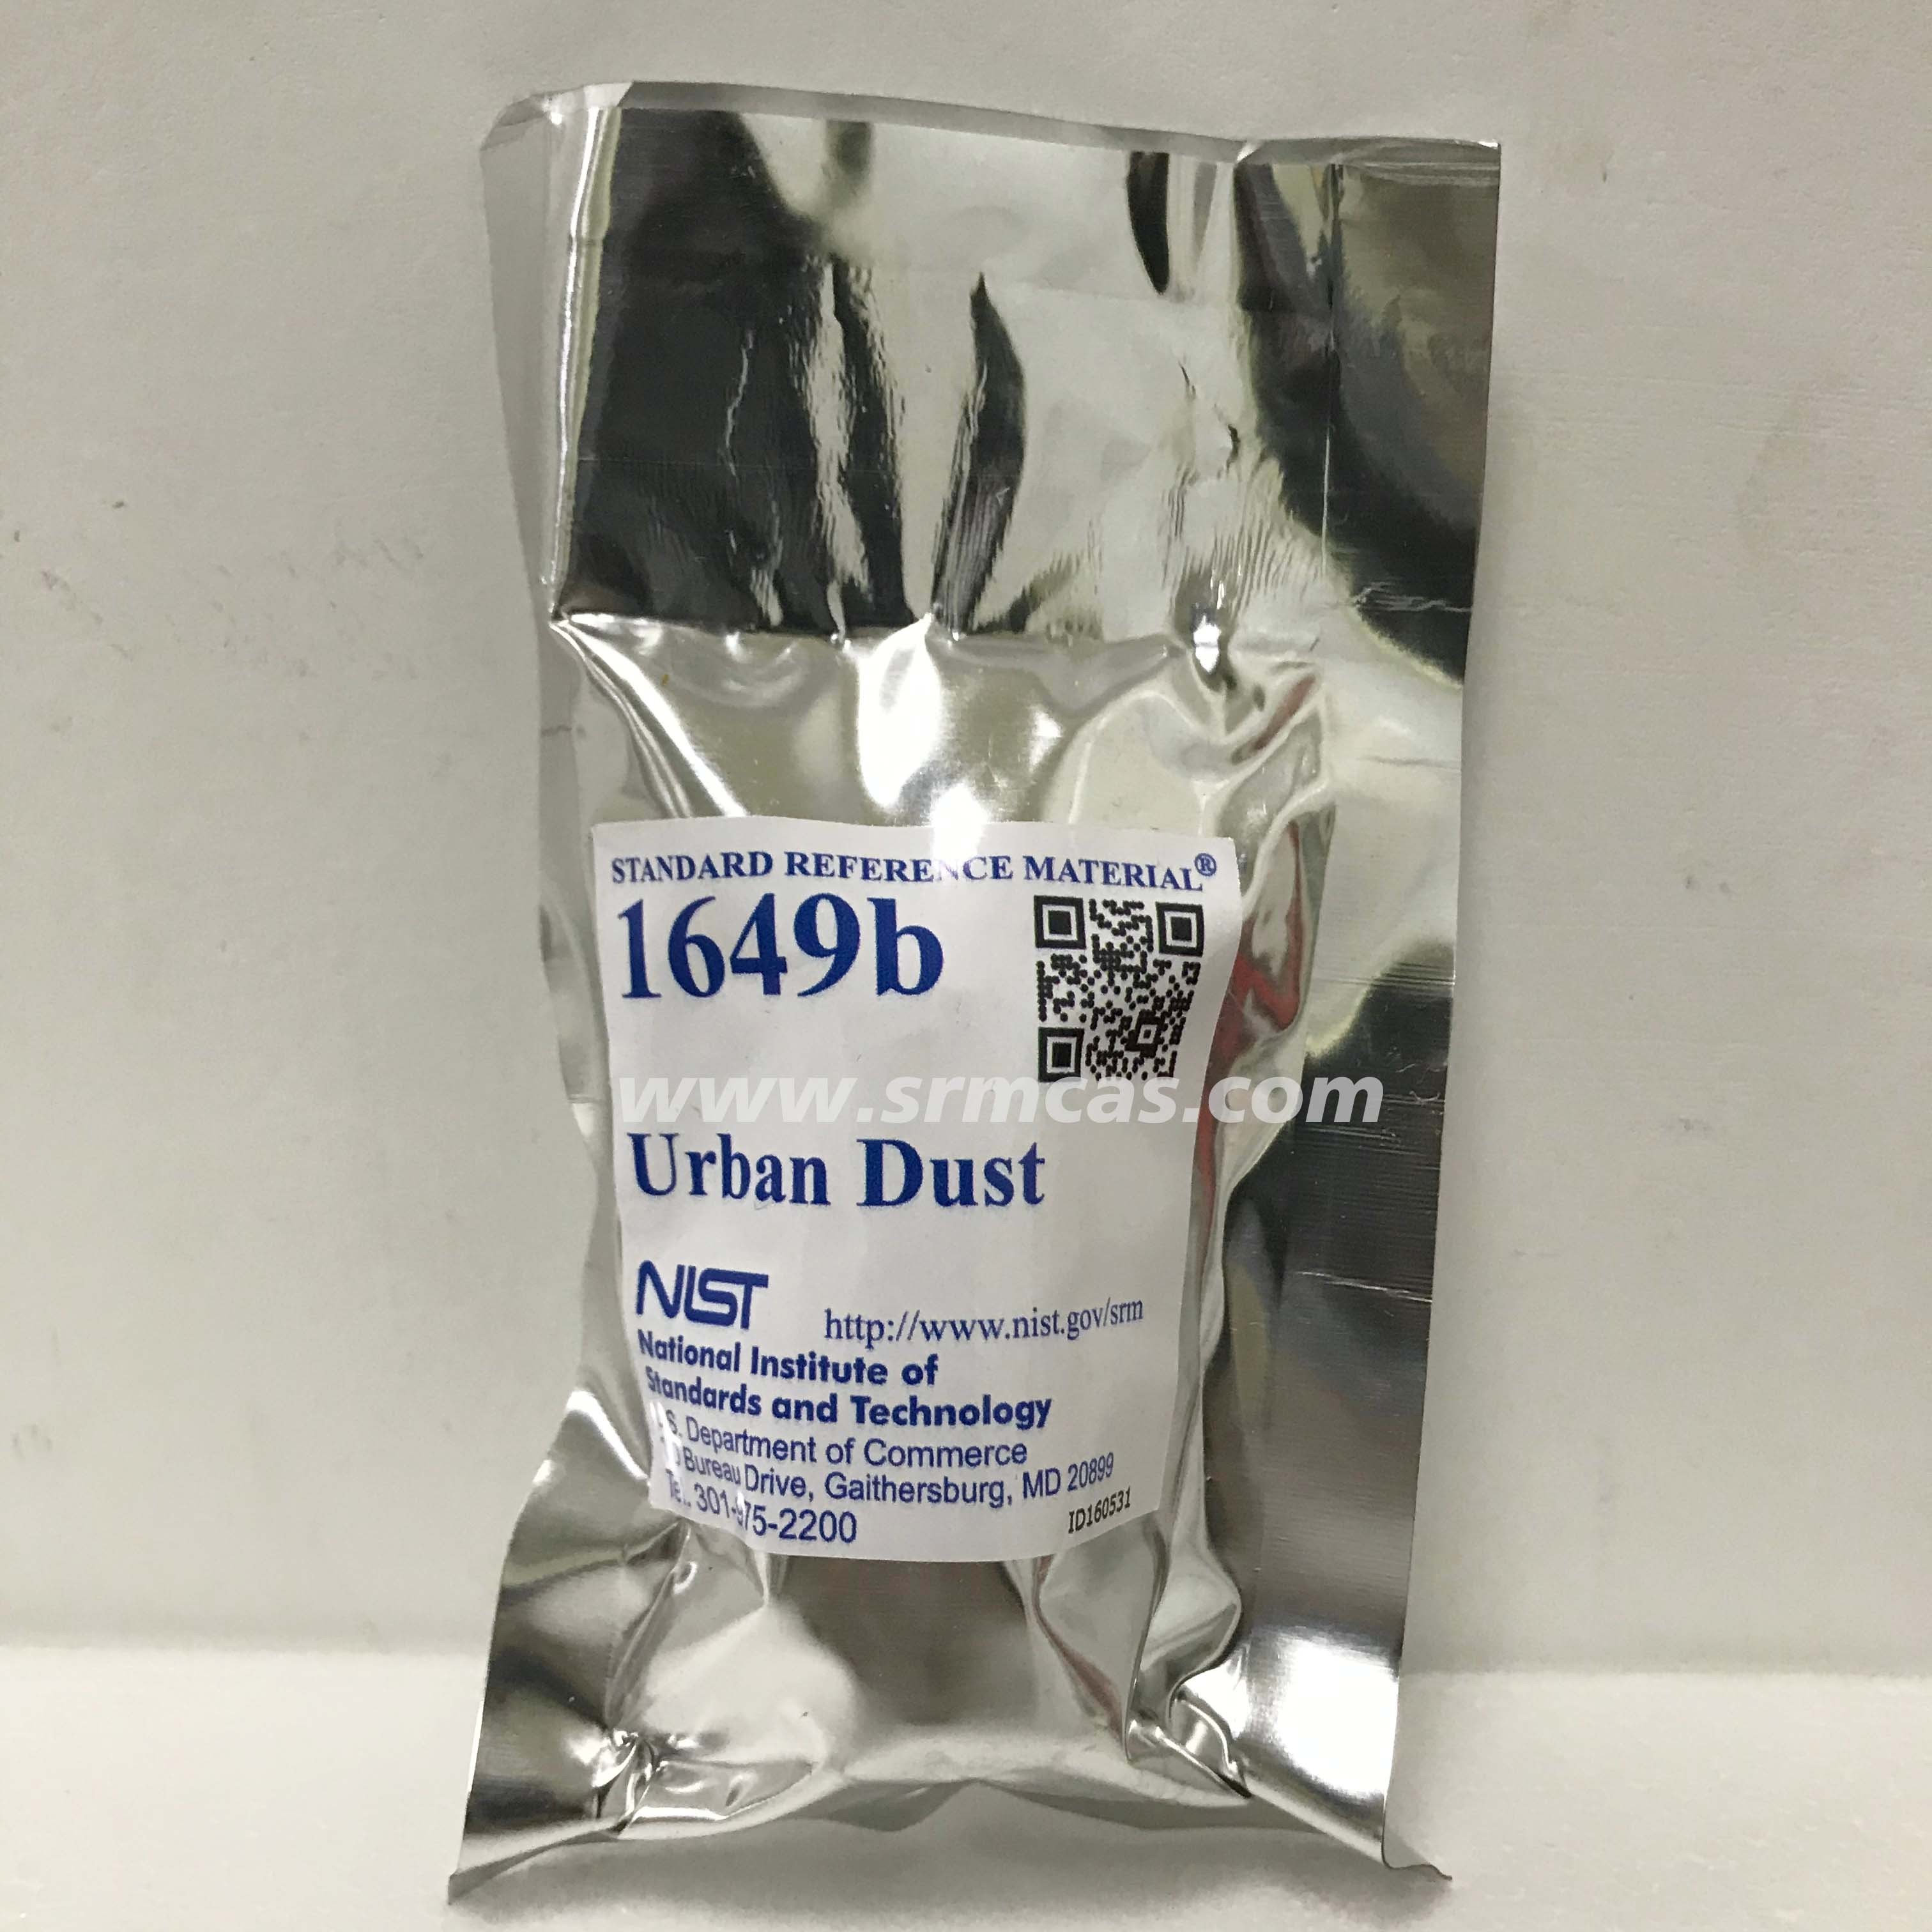 STANDARD REFERENCE MATERIAL®
1649b
www.srmcas.com
Urban Dust
NIST
http://www.nist.gov/srm
National Institute of
Standards and Technology
U.S. Department of Commerce
Bureau Drive, Gaithersburg, MD 20899
Tel. 301-975-2200
ID160531